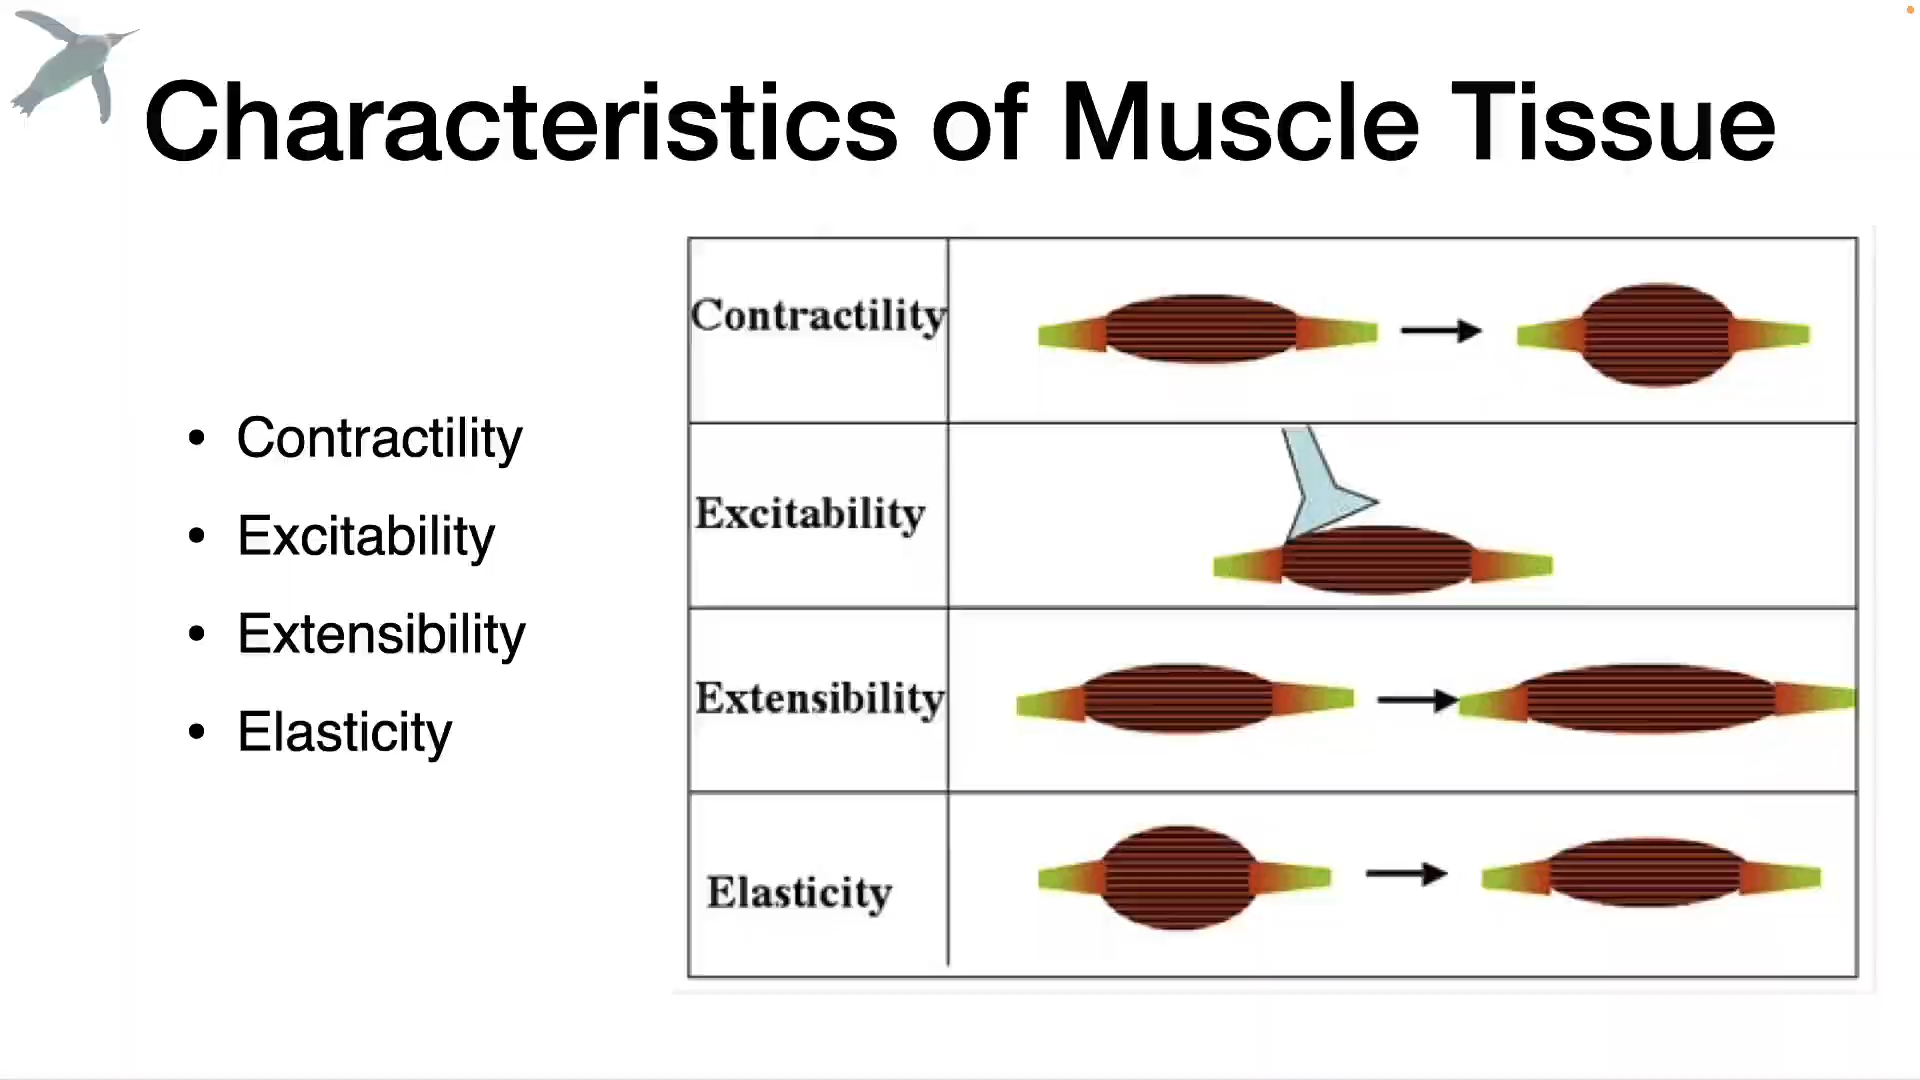 Characteristics of Muscle Tissue
• Contractility
• Excitability
• Extensibility
• Elasticity
Contractility
Excitability
Extensibility
Elasticity